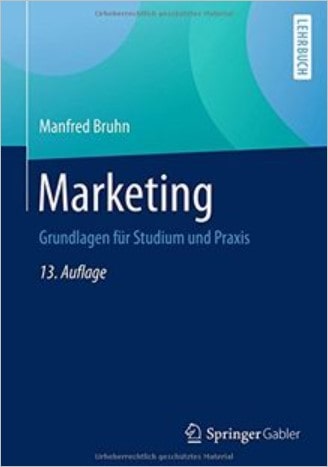 Urheberrechtlich geschütztes Material
LEHRBUCH
Manfred Bruhn
Marketing
Grundlagen für Studium und Praxis
13. Auflage
Springer Gabler
Urheberrechtlich geschütztes Material